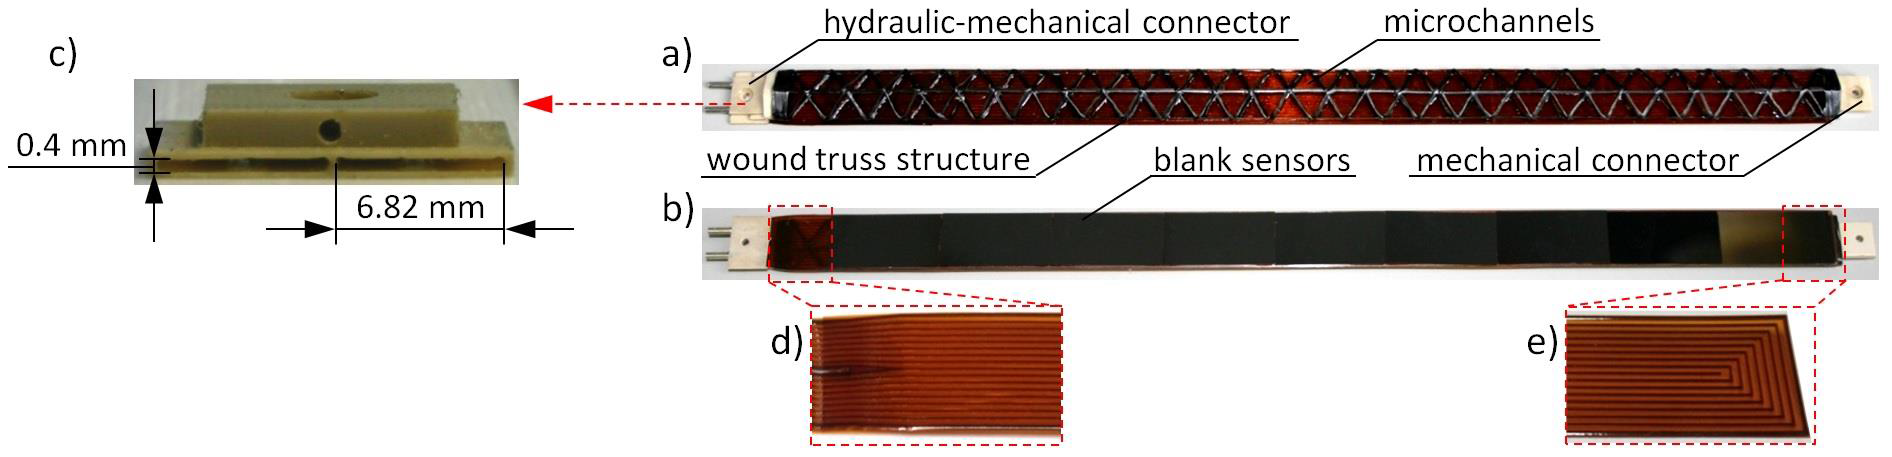 hydraulic-mechanical connector
microchannels
c)
a)
0.4 mm
wound truss structure
blank sensors
mechanical connector
6.82 mm
b)
d)
e)